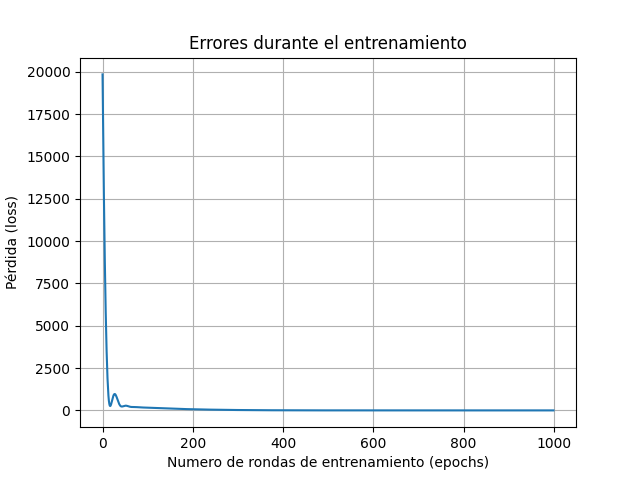 Errores durante el entrenamiento
20000
17500
15000
12500
10000
7500
5000
2500
0
Pérdida (loss)
0 200 400 600 800 1000
Numero de rondas de entrenamiento (epochs)